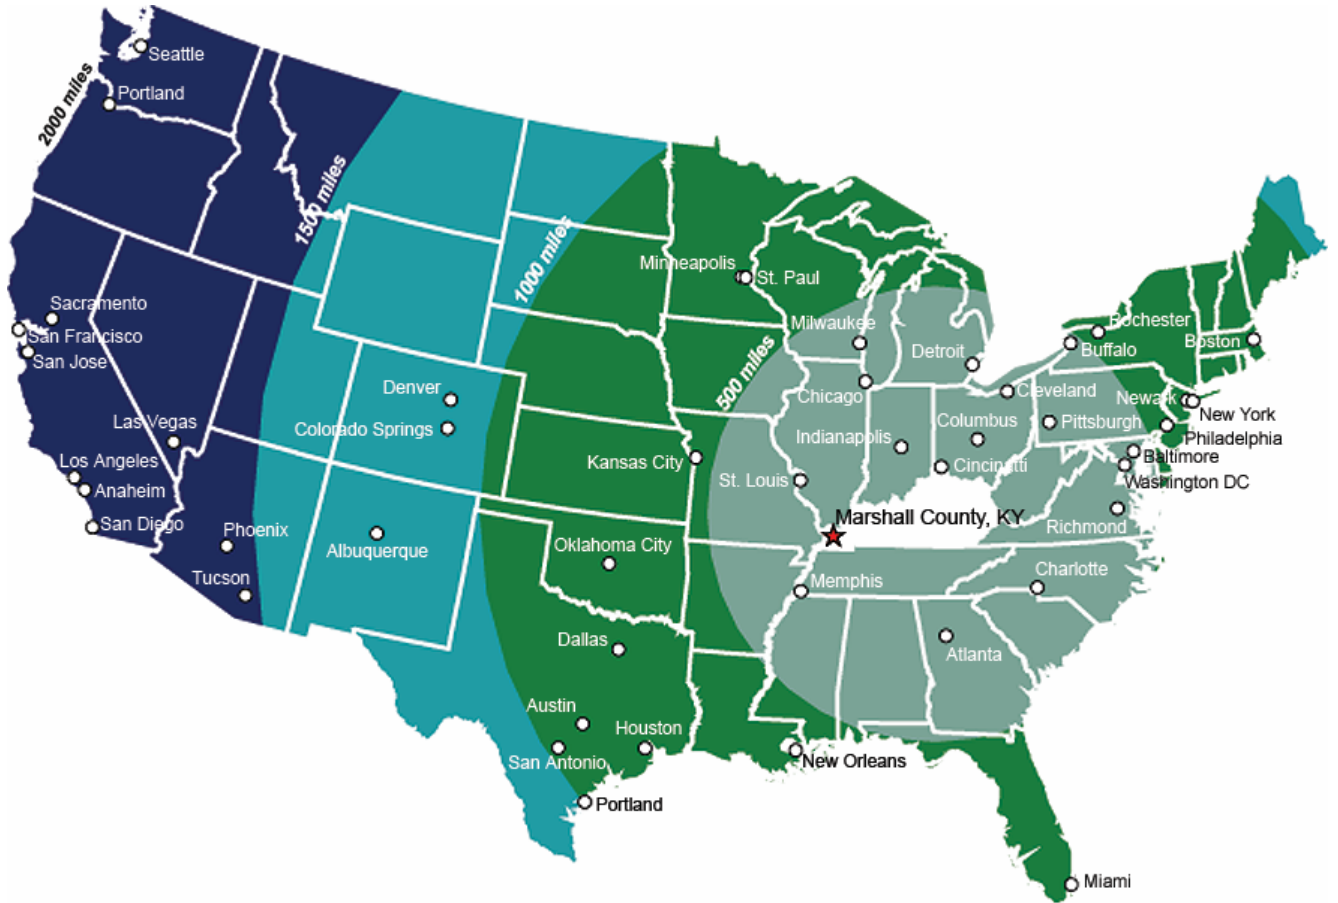 Seattle
Portland
2000 miles
1500 miles
1000 miles
Minneapolis
St. Paul
Sacramento
San Francisco
San Jose
Milwaukee
Rochester
Detroit
Buffalo
Boston
500 miles
Denver
Chicago
Cleveland
Newark
New York
Las Vegas
Colorado Springs
Columbus
Pittsburgh
Philadelphia
Indianapolis
Baltimore
Los Angeles
Kansas City
Cincinatti
Anaheim
St. Louis
Washington DC
San Diego
Phoenix
Marshall County, KY
Richmond
Albuquerque
Oklahoma City
Tucson
Memphis
Charlotte
Dallas
Atlanta
Austin
Houston
San Antonio
New Orleans
Portland
Miami